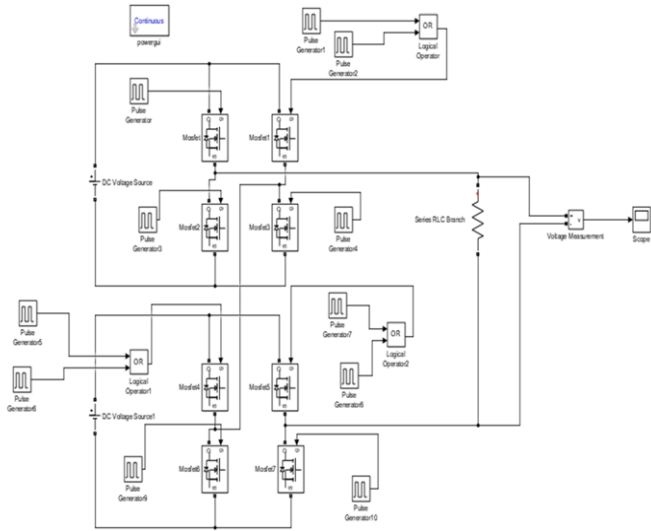 Continuous
powergui
Pulse
Generator1
Pulse
Generator2
OR
Logical
Operator
Pulse
Generator
Mosfet
Mosfet1
DC Voltage Source
Pulse
Generator3
Mosfet2
Mosfet3
Pulse
Generator4
Series RLC Branch
+
-
v
Voltage Measurement
Scope
Pulse
Generator5
Pulse
Generator6
OR
Logical
Operator1
Mosfet4
Mosfet5
Pulse
Generator7
Pulse
Generator8
OR
Logical
Operator2
DC Voltage Source1
Pulse
Generator9
Mosfet6
Mosfet7
Pulse
Generator10